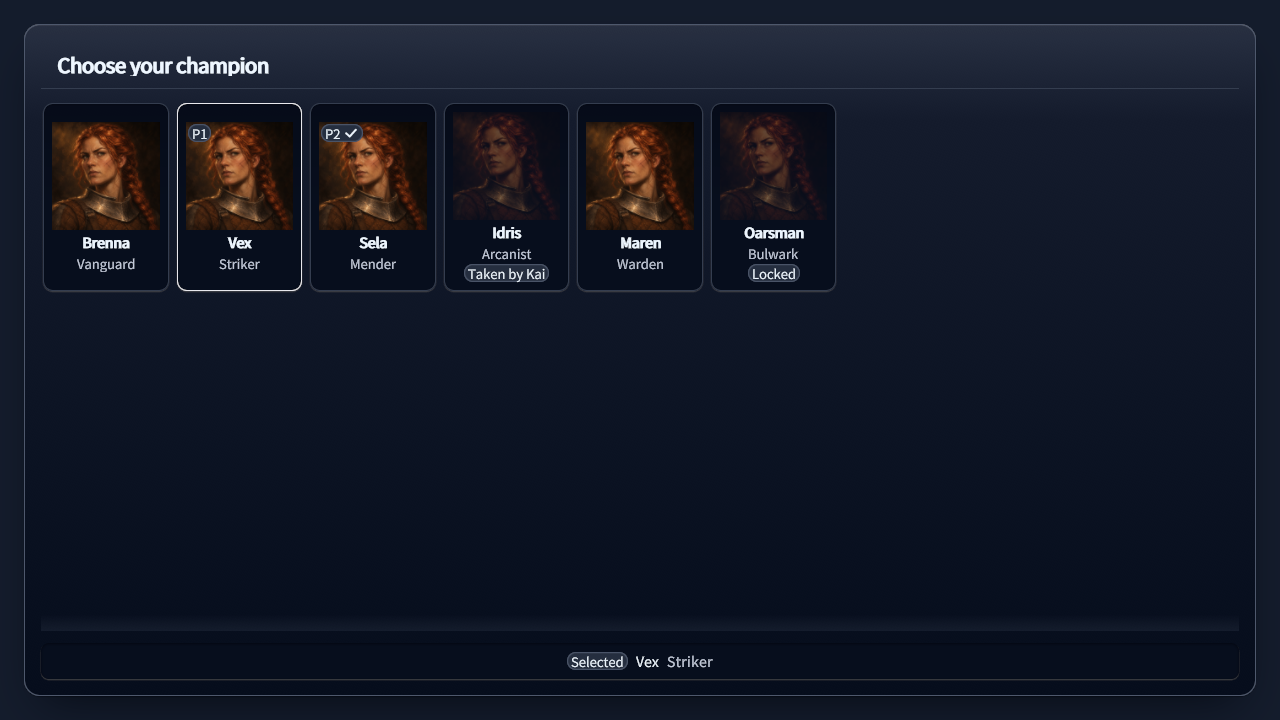 Choose your champion
P1
P2
Brenna
Vanguard
Vex
Striker
Sela
Mender
Idris
Arcanist
Taken by Kai
Maren
Warden
Oarsman
Bulwark
Locked
Selected Vex Striker